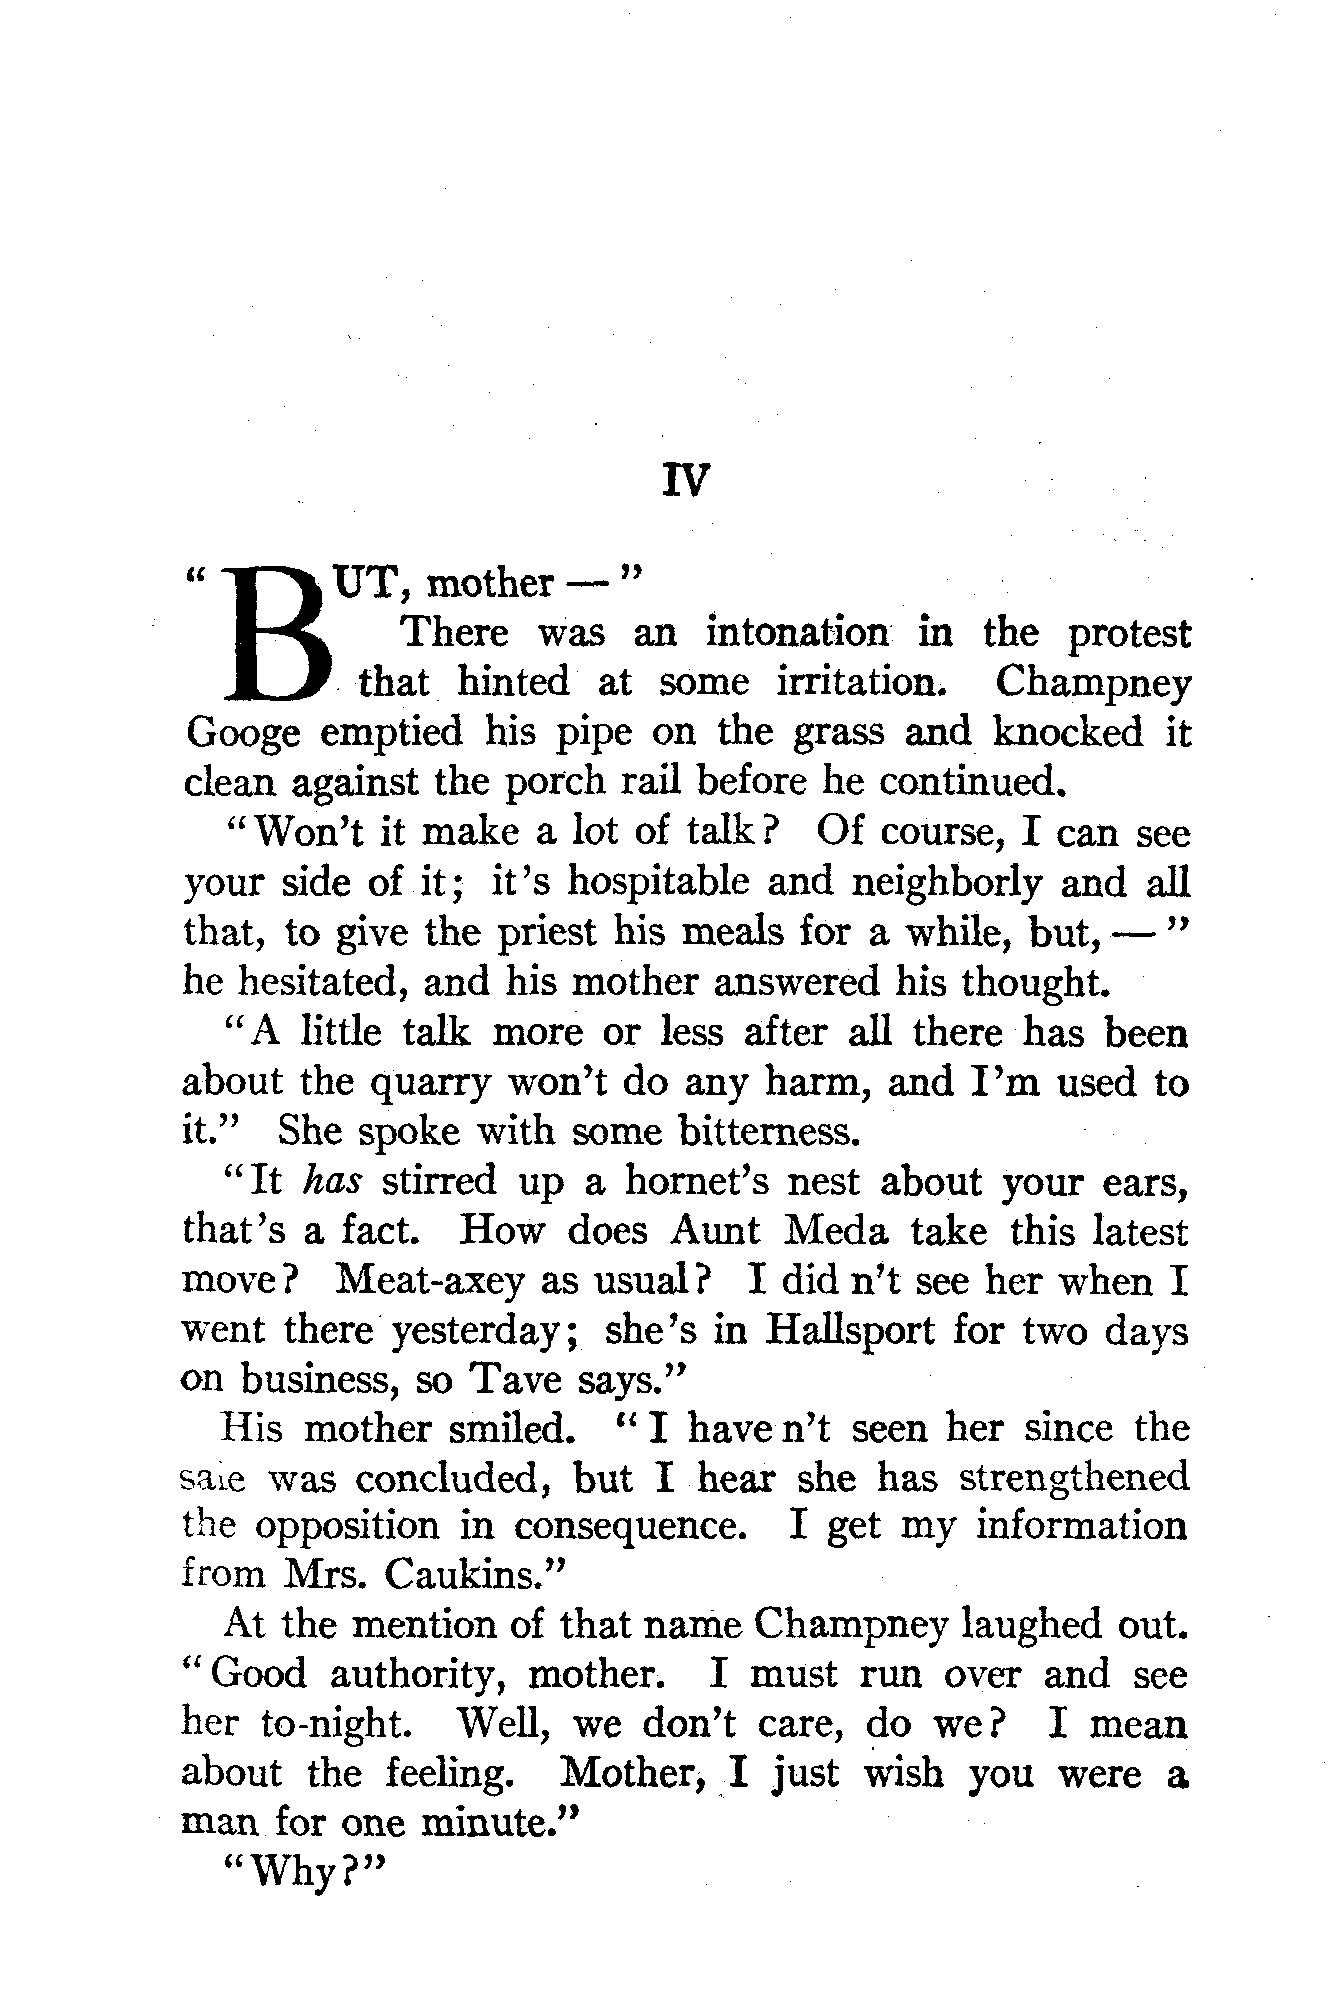 IV
"BUT, mother — "
There was an intonation in the protest
that hinted at some irritation. Champney
Googe emptied his pipe on the grass and knocked it
clean against the porch rail before he continued.
"Won't it make a lot of talk? Of course, I can see
your side of it; it's hospitable and neighborly and all
that, to give the priest his meals for a while, but, — "
he hesitated, and his mother answered his thought.
"A little talk more or less after all there has been
about the quarry won't do any harm, and I'm used to
it." She spoke with some bitterness.
"It has stirred up a hornet's nest about your ears,
that's a fact. How does Aunt Meda take this latest
move? Meat-axey as usual? I did n't see her when I
went there yesterday; she's in Hallsport for two days
on business, so Tave says."
His mother smiled. "I have n't seen her since the
sale was concluded, but I hear she has strengthened
the opposition in consequence. I get my information
from Mrs. Caukins."
At the mention of that name Champney laughed out.
"Good authority, mother. I must run over and see
her to-night. Well, we don't care, do we? I mean
about the feeling. Mother, I just wish you were a
man for one minute."
"Why?"